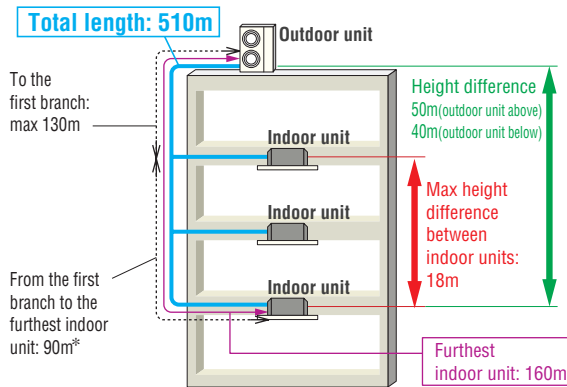 Total length: 510m
Outdoor unit
To the
first branch:
max 130m
Height difference
50m(outdoor unit above)
40m(outdoor unit below)
Indoor unit
Max height
difference
between
indoor units:
18m
Indoor unit
From the first
branch to the
furthest indoor
unit: 90m*
Indoor unit
Furthest
indoor unit: 160m